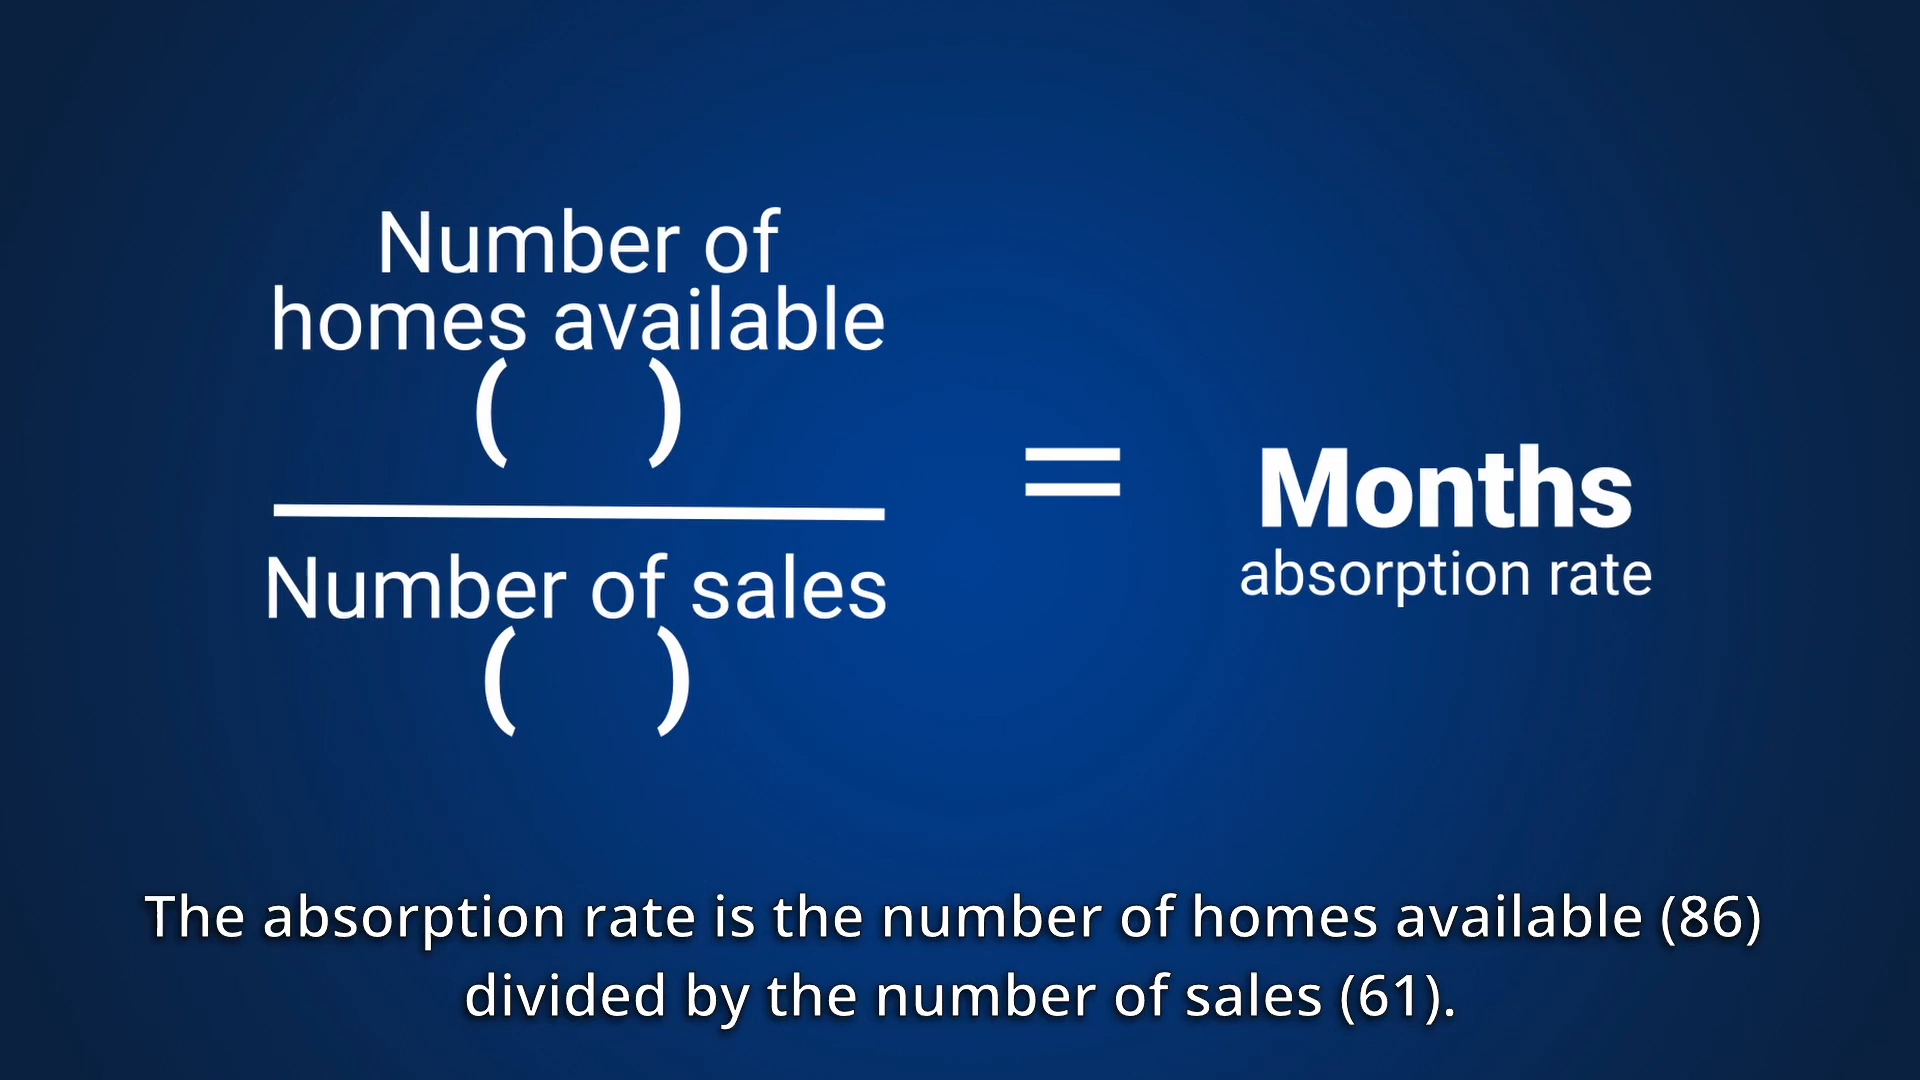 Number of
homes available
( )
Number of sales
( )
=
Months
absorption rate
The absorption rate is the number of homes available (86)
divided by the number of sales (61).